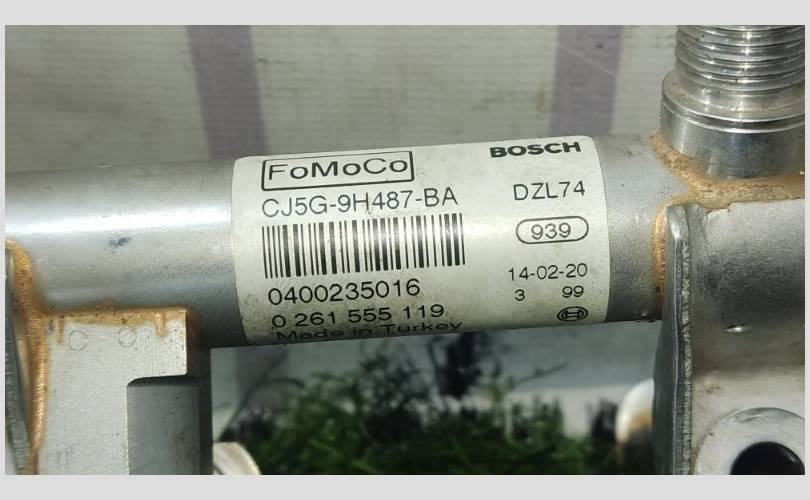 FoMoCo
BOSCH
CJ5G-9H487-BA
DZL74
939
0400235016
14-02-20
3 99
0 261 555 119
Made in Turkey